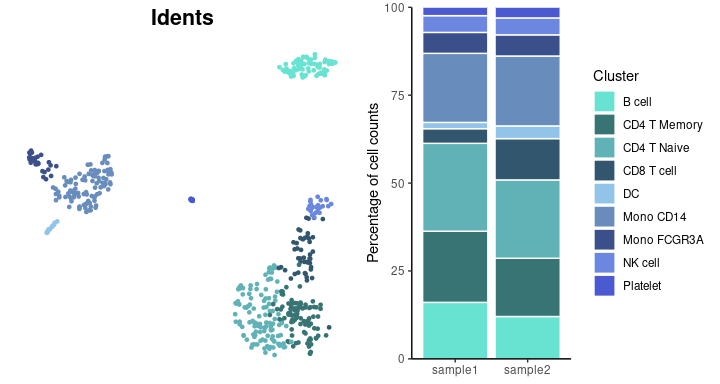 Idents
Percentage of cell counts
100
75
50
25
0
sample1
sample2
Cluster
B cell
CD4 T Memory
CD4 T Naive
CD8 T cell
DC
Mono CD14
Mono FCGR3A
NK cell
Platelet